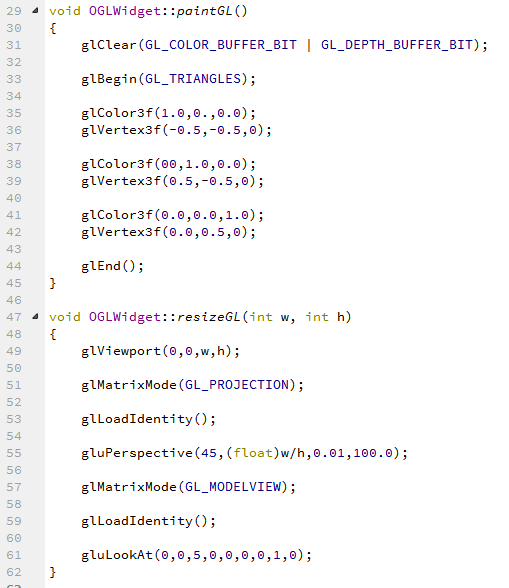 29 void OGLWidget::paintGL()
30 {
31     glClear(GL_COLOR_BUFFER_BIT | GL_DEPTH_BUFFER_BIT);
32
33     glBegin(GL_TRIANGLES);
34
35     glColor3f(1.0,0.,0.0);
36     glVertex3f(-0.5,-0.5,0);
37
38     glColor3f(00,1.0,0.0);
39     glVertex3f(0.5,-0.5,0);
40
41     glColor3f(0.0,0.0,1.0);
42     glVertex3f(0.0,0.5,0);
43
44     glEnd();
45 }
46
47 void OGLWidget::resizeGL(int w, int h)
48 {
49     glViewport(0,0,w,h);
50
51     glMatrixMode(GL_PROJECTION);
52
53     glLoadIdentity();
54
55     gluPerspective(45,(float)w/h,0.01,100.0);
56
57     glMatrixMode(GL_MODELVIEW);
58
59     glLoadIdentity();
60
61     gluLookAt(0,0,5,0,0,0,0,1,0);
62 }